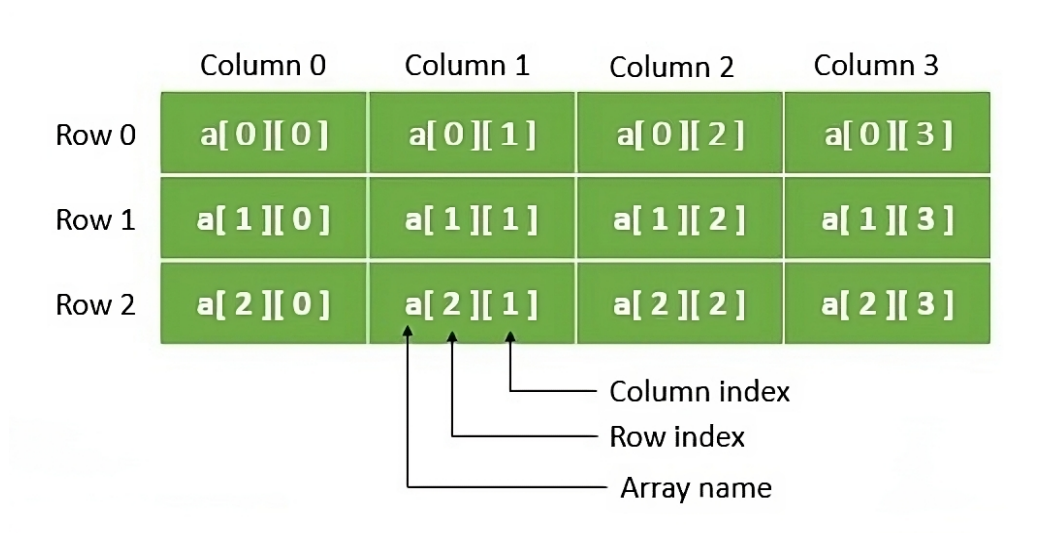 Column 0 Column 1 Column 2 Column 3
Row 0 a[ 0 ][ 0 ] a[ 0 ][ 1 ] a[ 0 ][ 2 ] a[ 0 ][ 3 ]
Row 1 a[ 1 ][ 0 ] a[ 1 ][ 1 ] a[ 1 ][ 2 ] a[ 1 ][ 3 ]
Row 2 a[ 2 ][ 0 ] a[ 2 ][ 1 ] a[ 2 ][ 2 ] a[ 2 ][ 3 ]
Column index
Row index
Array name